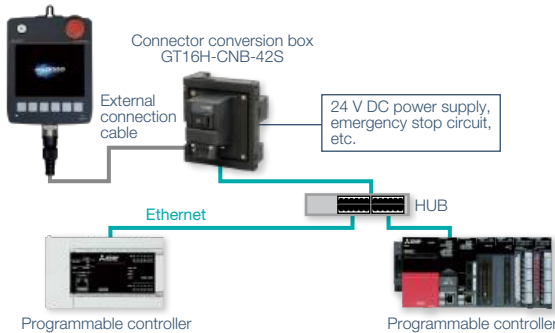 Connector conversion box
GT16H-CNB-42S
External
connection
cable
24 V DC power supply,
emergency stop circuit,
etc.
HUB
Ethernet
Programmable controller
Programmable controller